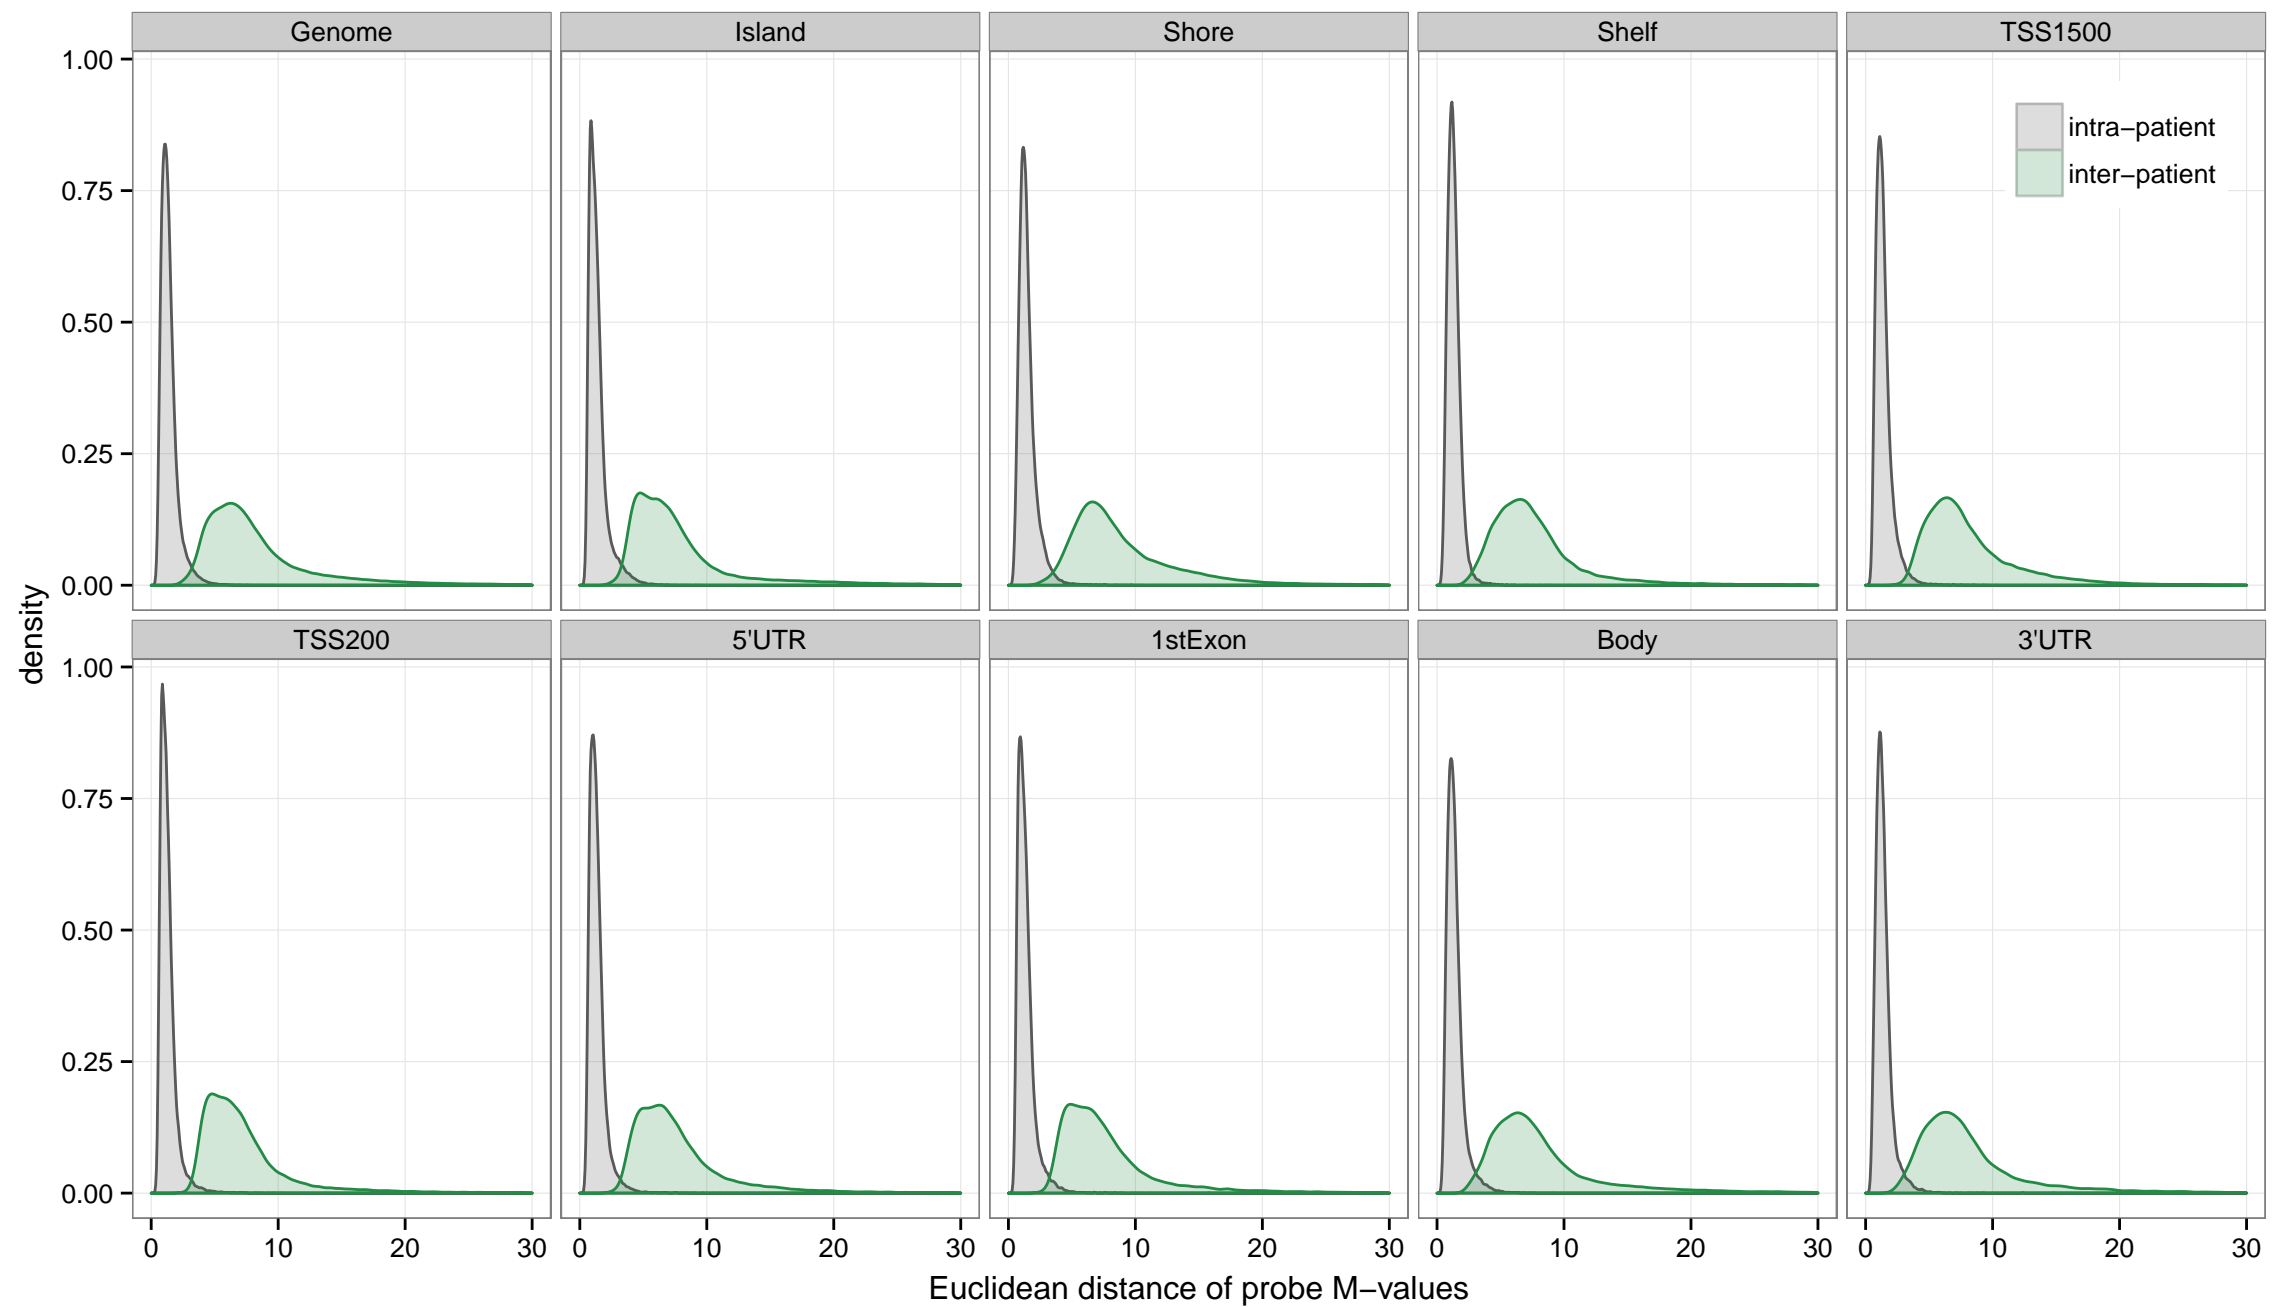 Genome Island Shore Shelf TSS1500
1.00
0.75
0.50
0.25
0.00
intra−patient
inter−patient
density
TSS200 5'UTR 1stExon Body 3'UTR
1.00
0.75
0.50
0.25
0.00
0 10 20 30 0 10 20 30 0 10 20 30 0 10 20 30 0 10 20 30
Euclidean distance of probe M−values